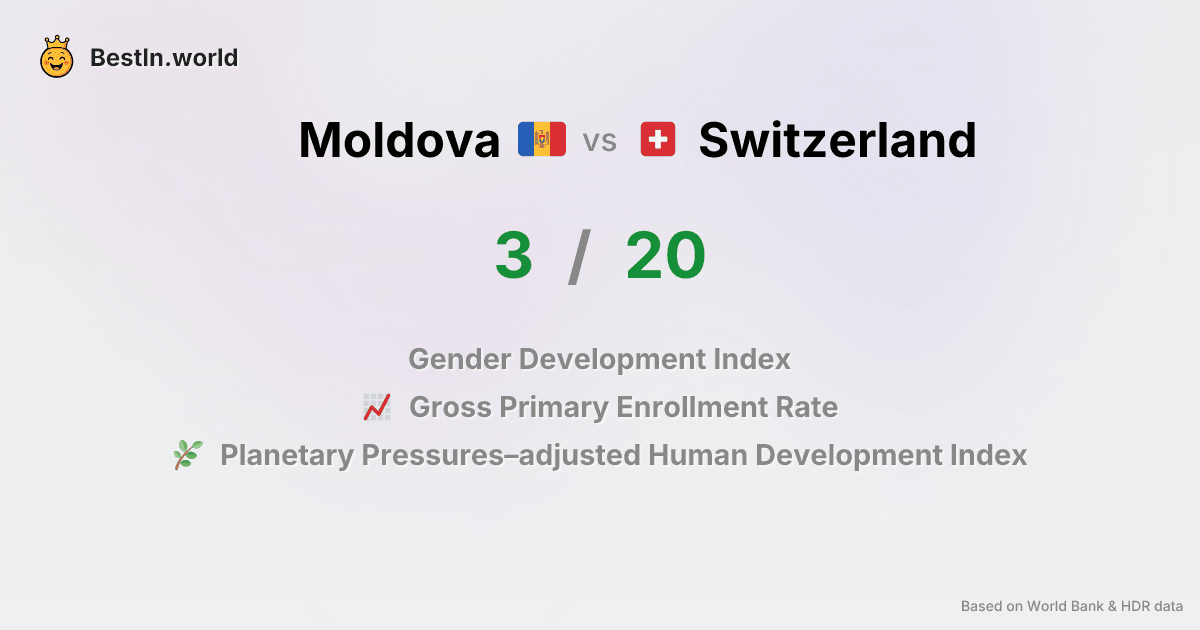 BestIn.world
Moldova vs Switzerland
3 / 20
Gender Development Index
Gross Primary Enrollment Rate
Planetary Pressures–adjusted Human Development Index
Based on World Bank & HDR data